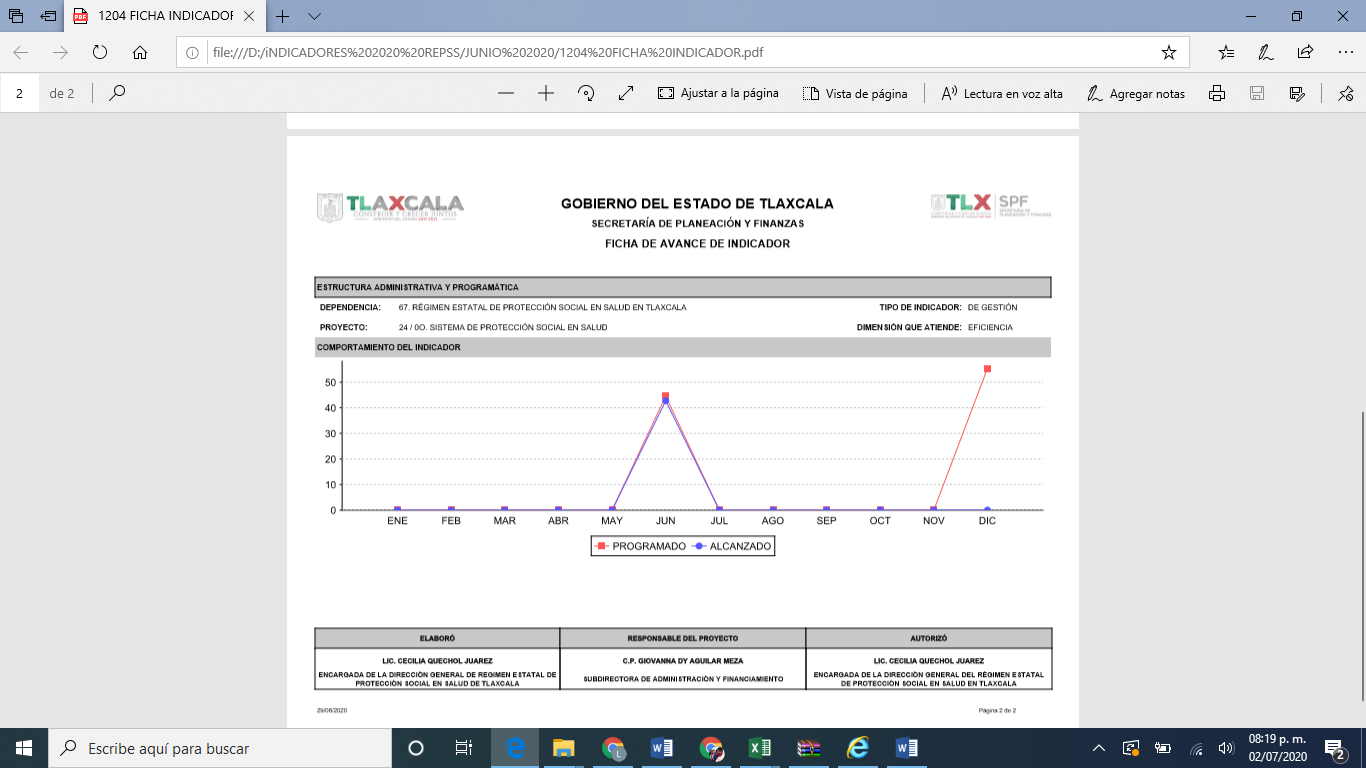 1204 FICHA INDICADOR
file:///D:/iNDICADORES%202020%20REPSS/JUNIO%202020/1204%20FICHA%20INDICADOR.pdf
2 de 2 Ajustar a la página Vista de página Lectura en voz alta Agregar notas
TLAXCALA
CONSTRUIR Y CRECER JUNTOS
GOBIERNO DEL ESTADO DE TLAXCALA
TLX SPF
SECRETARÍA DE PLANEACIÓN Y FINANZAS
FICHA DE AVANCE DE INDICADOR
ESTRUCTURA ADMINISTRATIVA Y PROGRAMÁTICA
DEPENDENCIA: 67. RÉGIMEN ESTATAL DE PROTECCIÓN SOCIAL EN SALUD EN TLAXCALA TIPO DE INDICADOR: DE GESTIÓN
PROYECTO: 24 / 0O. SISTEMA DE PROTECCIÓN SOCIAL EN SALUD DIMENSIÓN QUE ATIENDE: EFICIENCIA
COMPORTAMIENTO DEL INDICADOR
50
40
30
20
10
0
ENE FEB MAR ABR MAY JUN JUL AGO SEP OCT NOV DIC
PROGRAMADO ALCANZADO
ELABORÓ RESPONSABLE DEL PROYECTO AUTORIZÓ
LIC. CECILIA QUECHOL JUAREZ C.P. GIOVANNA DY AGUILAR MEZA LIC. CECILIA QUECHOL JUAREZ
ENCARGADA DE LA DIRECCIÓN GENERAL DE REGIMEN ESTATAL DE PROTECCIÓN SOCIAL EN SALUD DE TLAXCALA
SUBDIRECTORA DE ADMINISTRACIÓN Y FINANCIAMIENTO
ENCARGADA DE LA DIRECCIÓN GENERAL DEL RÉGIMEN ESTATAL DE PROTECCIÓN SOCIAL EN SALUD EN TLAXCALA
29/06/2020 Página 2 de 2
Escribe aquí para buscar
08:19 p. m.
02/07/2020
2